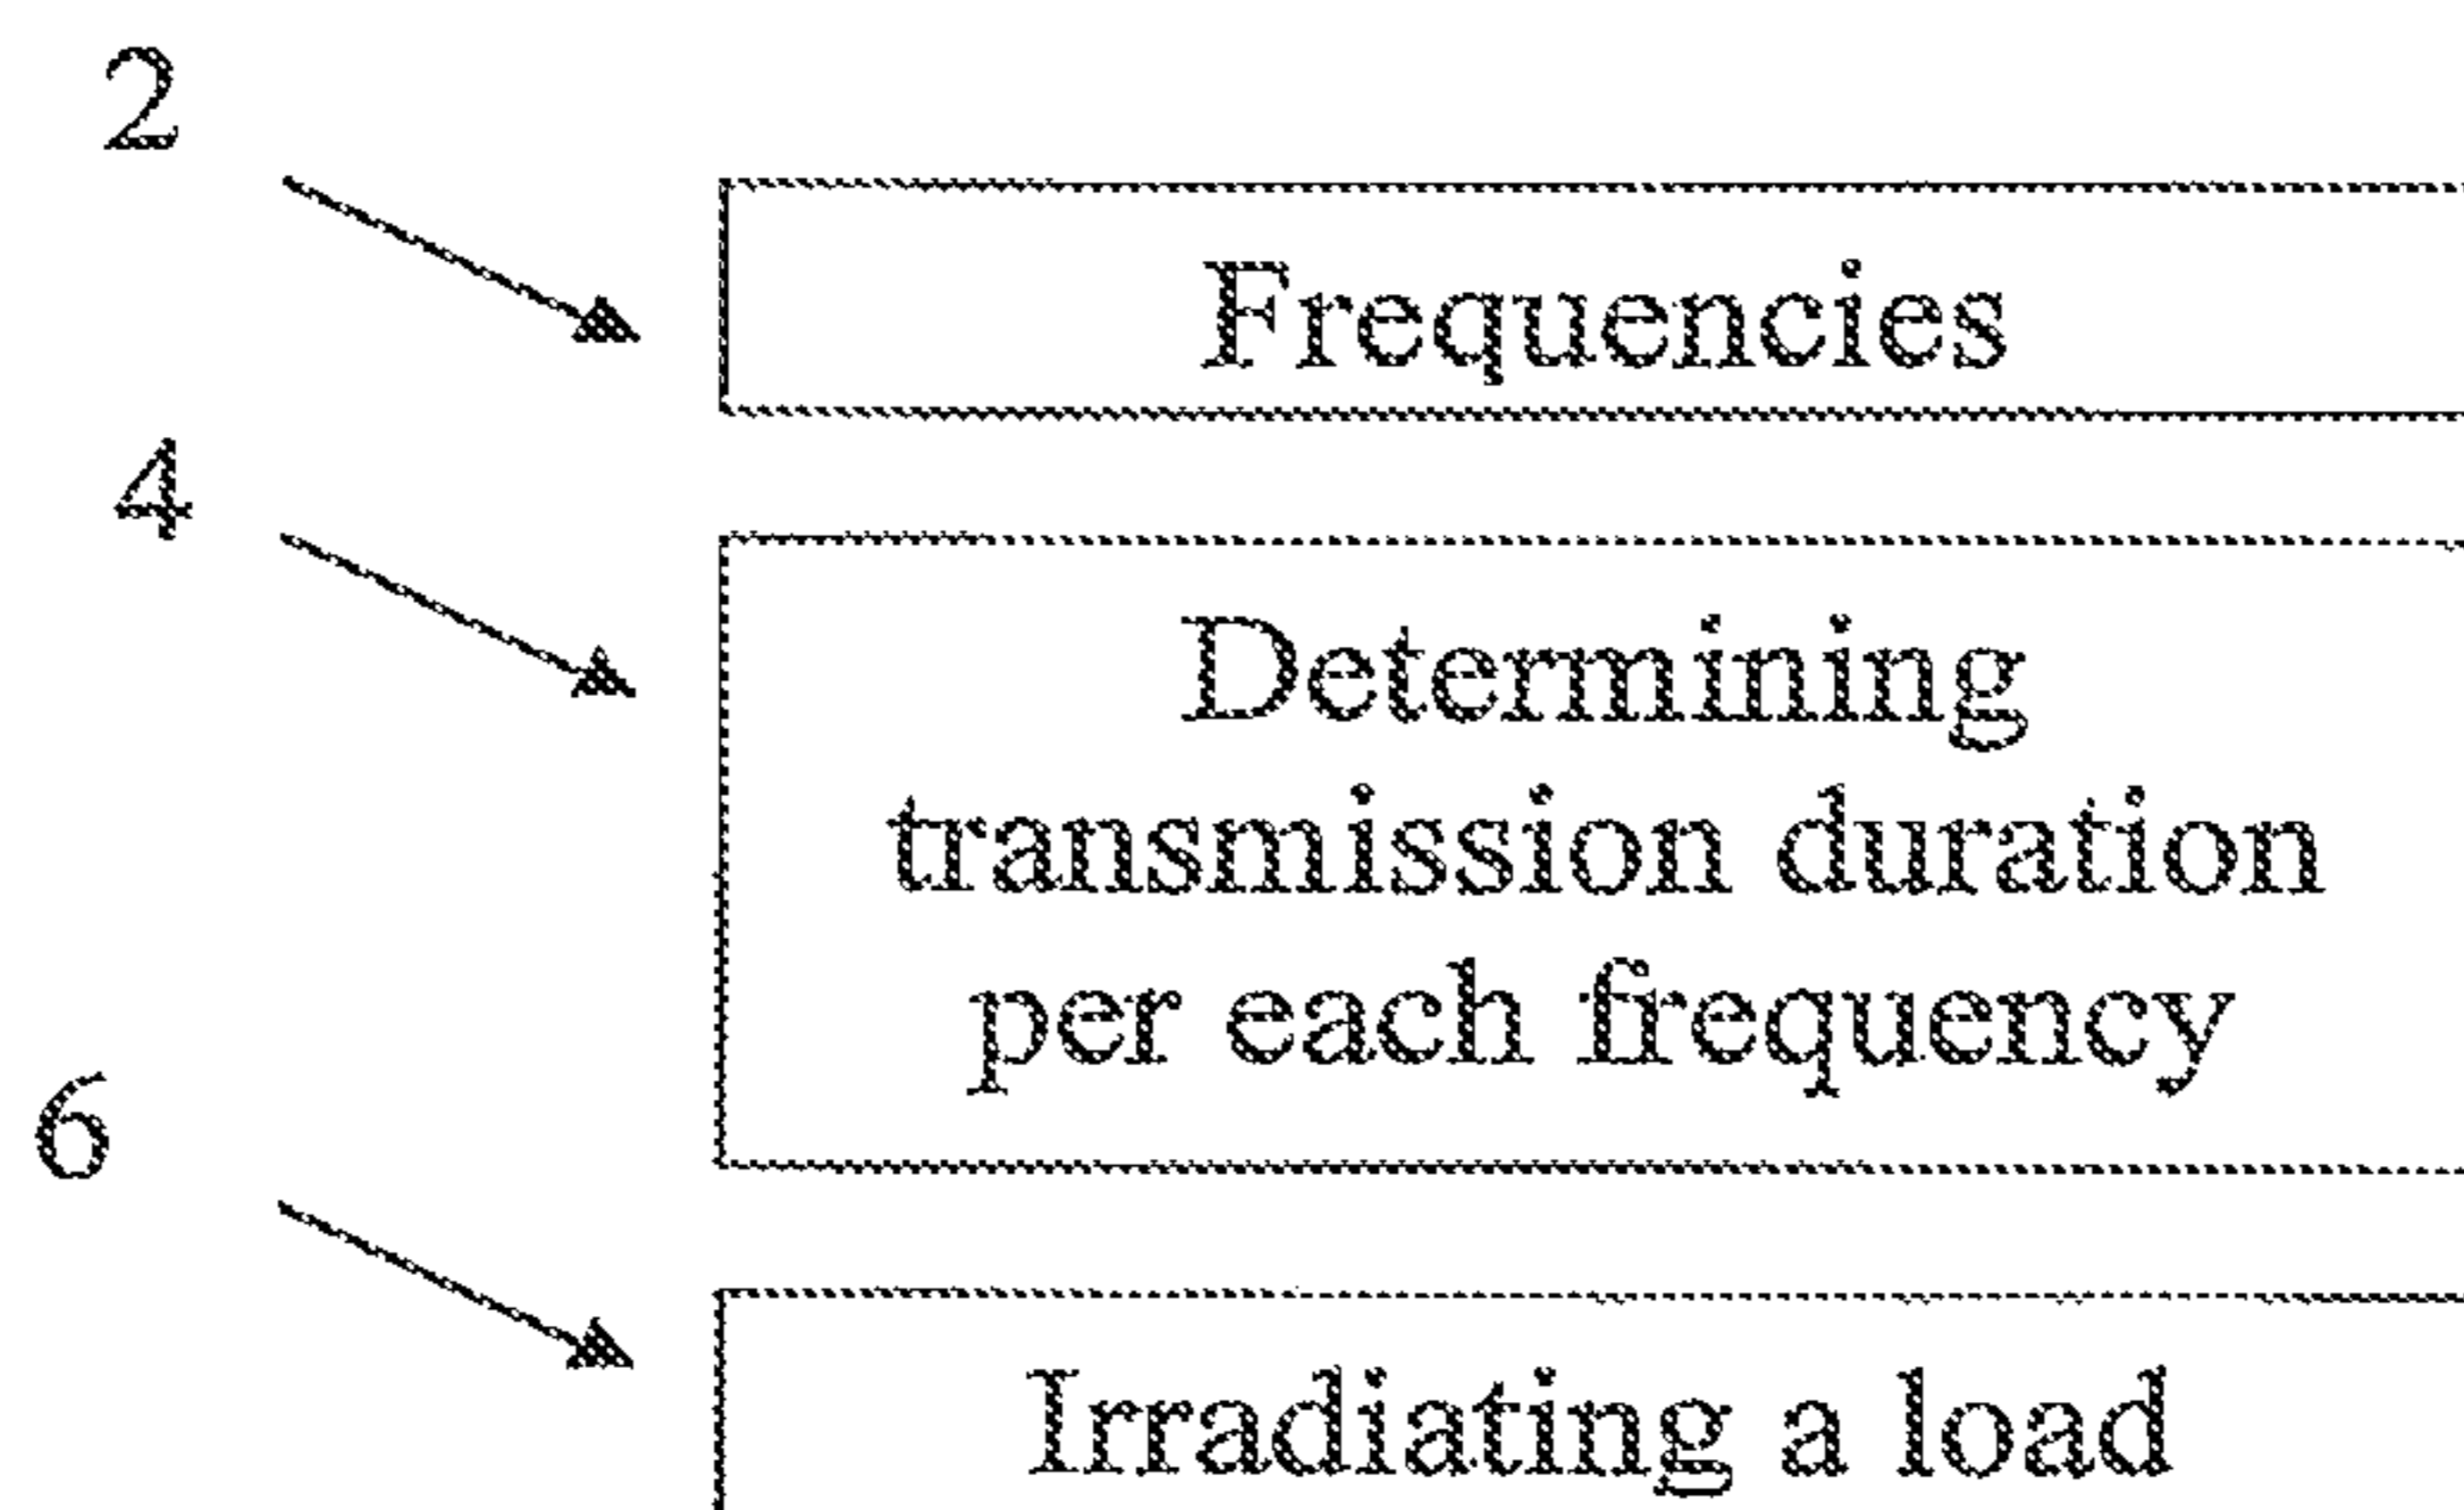 2
Frequencies
4
Determining
transmission duration
per each frequency
6
Irradiating a load